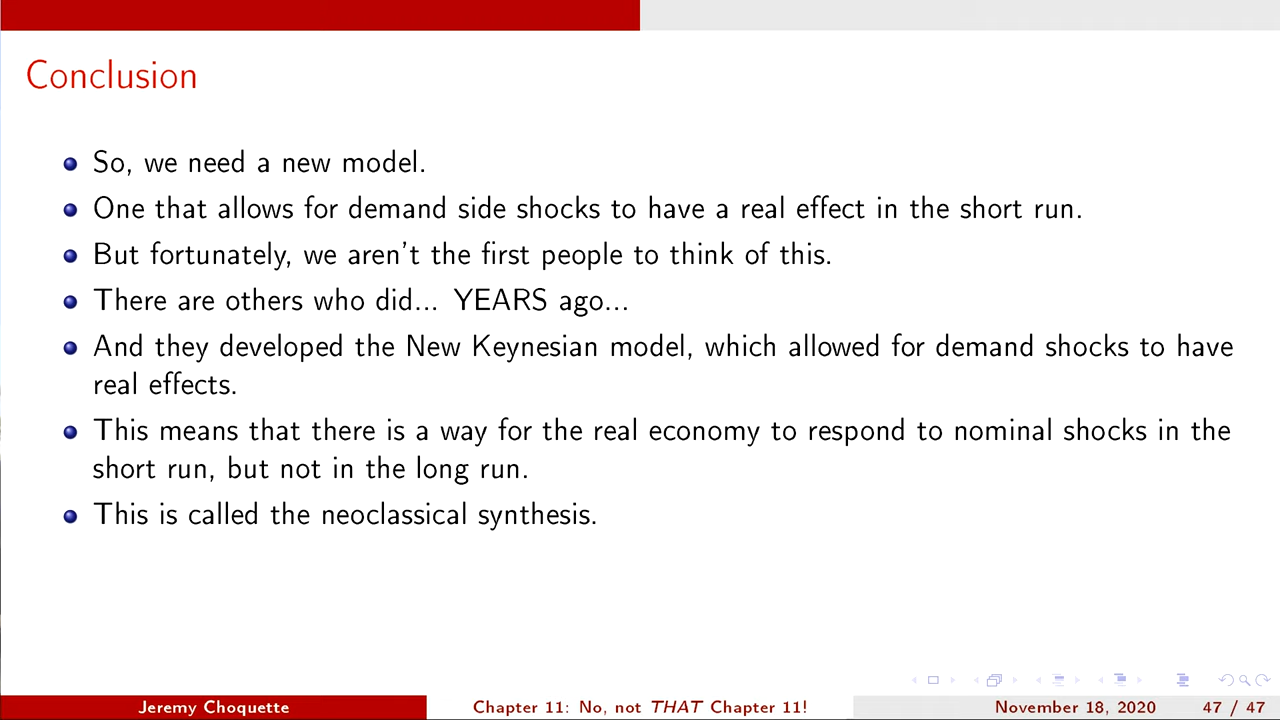 Conclusion
So, we need a new model.
One that allows for demand side shocks to have a real effect in the short run.
But fortunately, we aren't the first people to think of this.
There are others who did... YEARS ago...
And they developed the New Keynesian model, which allowed for demand shocks to have
real effects.
This means that there is a way for the real economy to respond to nominal shocks in the
short run, but not in the long run.
This is called the neoclassical synthesis.
Jeremy Choquette
Chapter 11: No, not THAT Chapter 11!
November 18, 2020
47 / 47